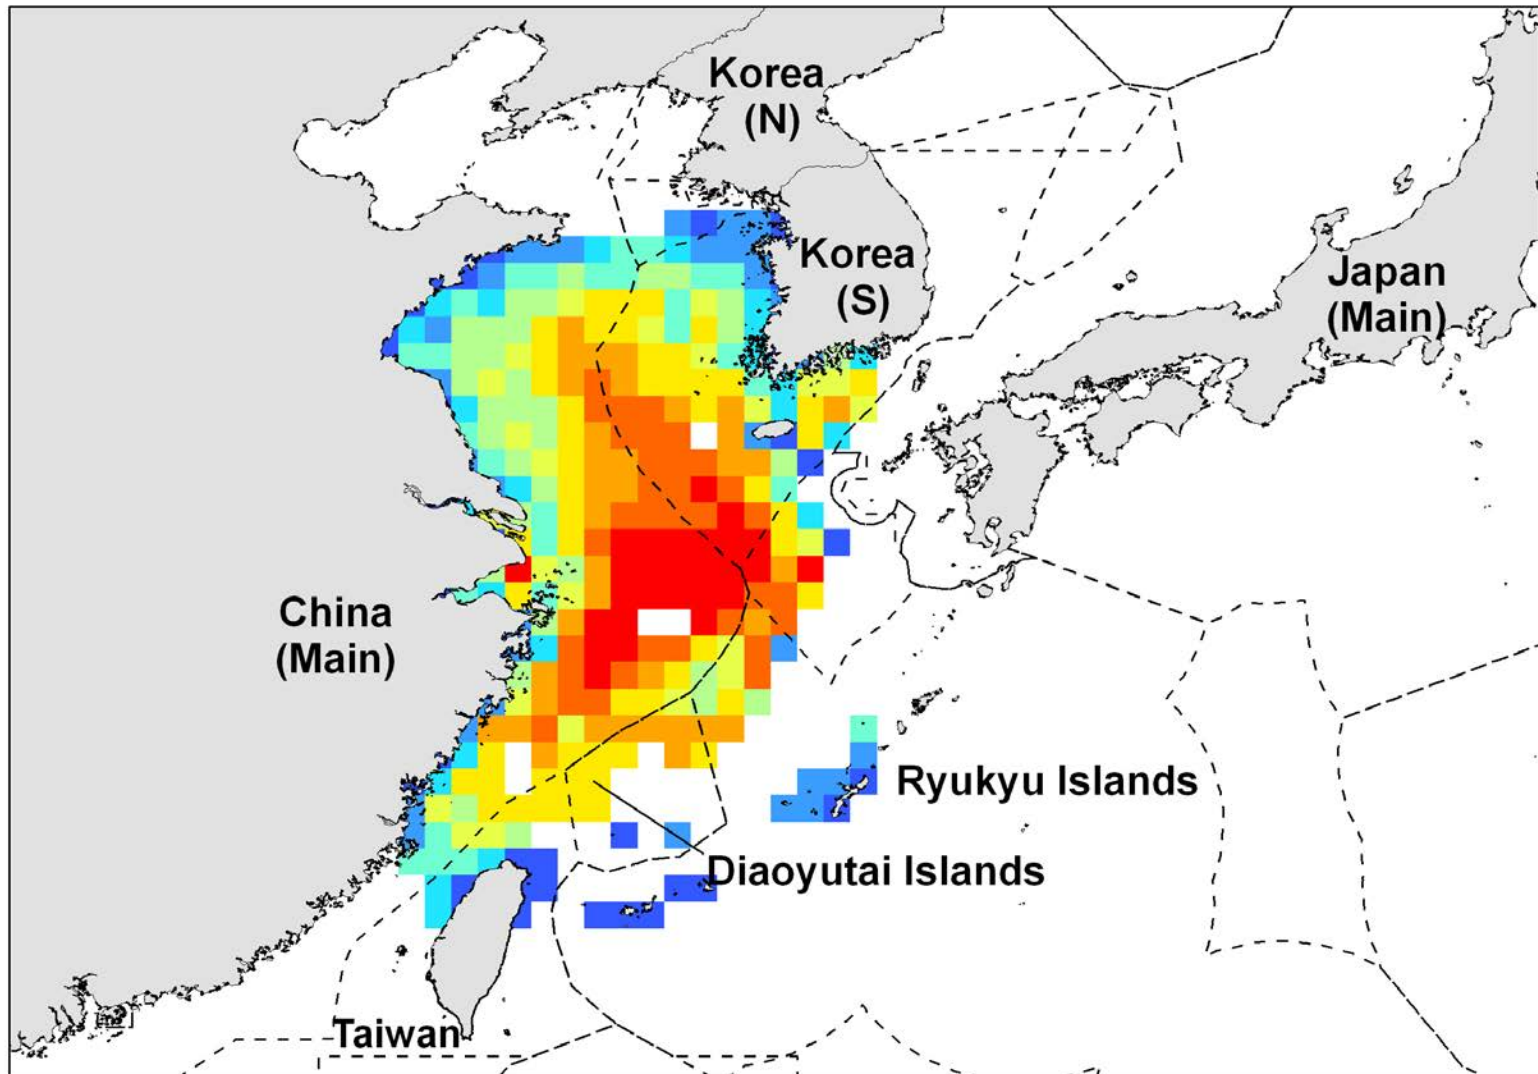 Korea
(N)
Korea
(S)
Japan
(Main)
China
(Main)
Ryukyu Islands
Diaoyutai Islands
Taiwan